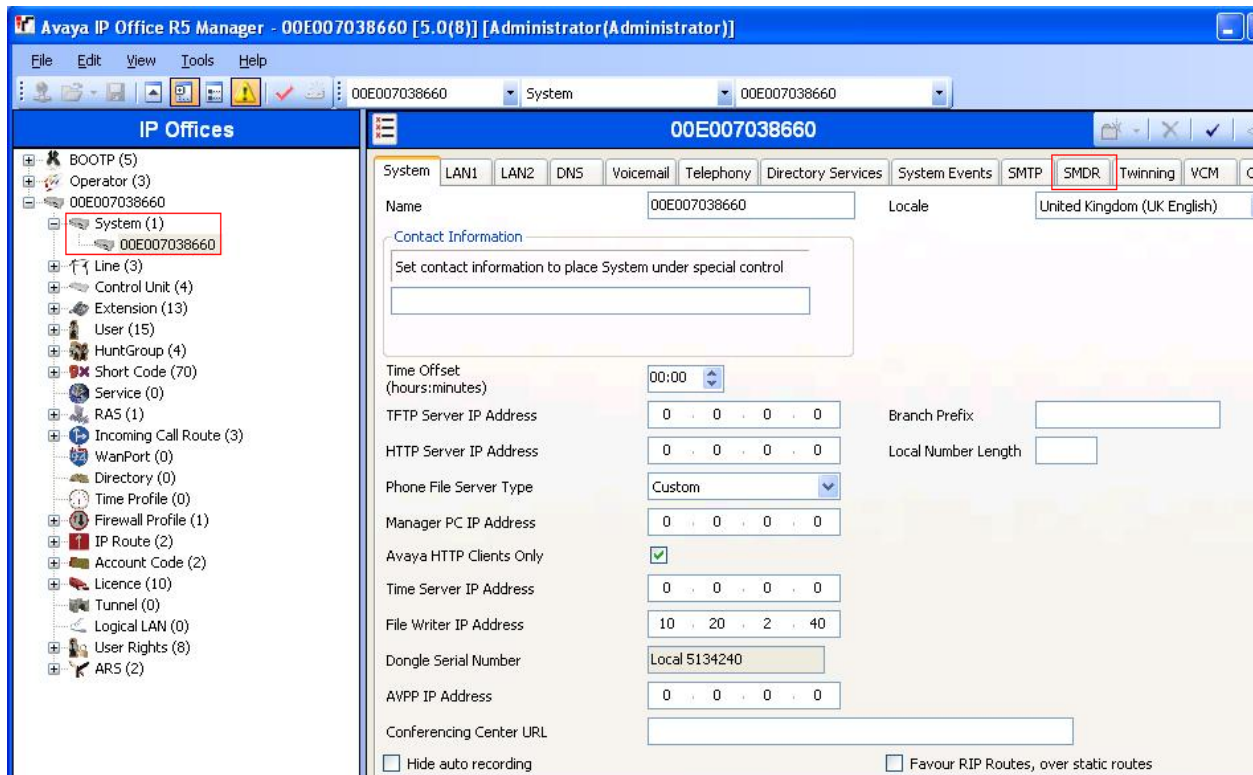 Avaya IP Office R5 Manager - 00E007038660 [5.0(8)] [Administrator(Administrator)]
File Edit View Tools Help
00E007038660 System 00E007038660
IP Offices
BOOTP (5)
Operator (3)
00E007038660
System (1)
00E007038660
Line (3)
Control Unit (4)
Extension (13)
User (15)
HuntGroup (4)
Short Code (70)
Service (0)
RAS (1)
Incoming Call Route (3)
WanPort (0)
Directory (0)
Time Profile (0)
Firewall Profile (1)
IP Route (2)
Account Code (2)
Licence (10)
Tunnel (0)
Logical LAN (0)
User Rights (8)
ARS (2)
00E007038660
System LAN1 LAN2 DNS Voicemail Telephony Directory Services System Events SMTP SMDR Twinning VCM
Name 00E007038660 Locale United Kingdom (UK English)
Contact Information
Set contact information to place System under special control
Time Offset
(hours:minutes) 00:00
TFTP Server IP Address 0 . 0 . 0 . 0 Branch Prefix
HTTP Server IP Address 0 . 0 . 0 . 0 Local Number Length
Phone File Server Type Custom
Manager PC IP Address 0 . 0 . 0 . 0
Avaya HTTP Clients Only
Time Server IP Address 0 . 0 . 0 . 0
File Writer IP Address 10 . 20 . 2 . 40
Dongle Serial Number Local 5134240
AVPP IP Address 0 . 0 . 0 . 0
Conferencing Center URL
Hide auto recording Favour RIP Routes, over static routes